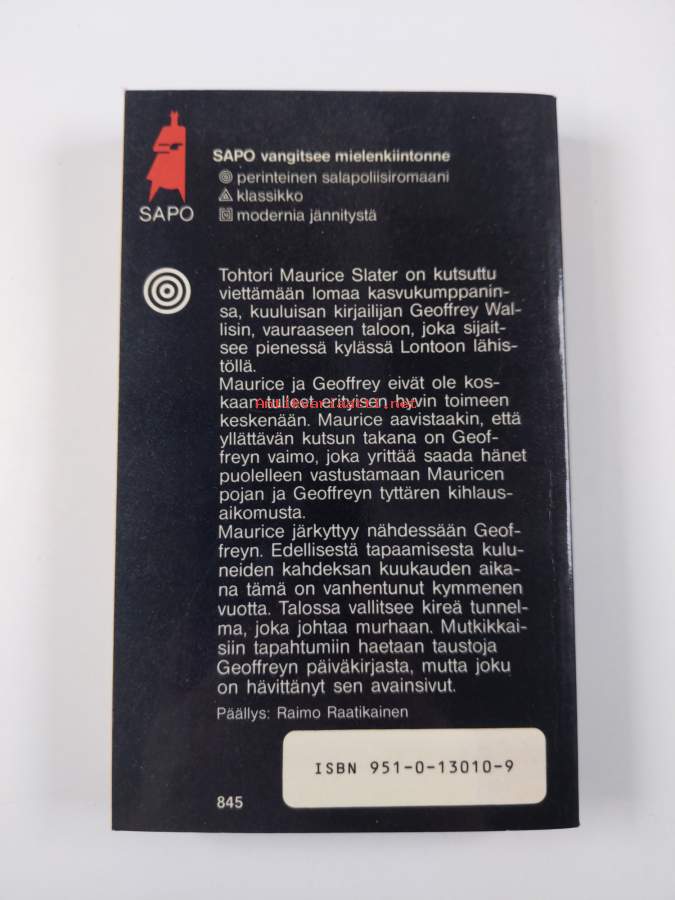 SAPO vangitsee mielenkiintonne
perinteinen salapoliisiromaani
klassikko
modernia jännitystä
SAPO
Tohtori Maurice Slater on kutsuttu
viettämään lomaa kasvukumppanin-
sa, kuuluisan kirjailijan Geoffrey Wal-
lisin, vauraaseen taloon, joka sijait-
see pienessä kylässä Lontoon lähis-
töllä.
Maurice ja Geoffrey eivät ole kos-
kaan tulleet erityisen hyvin toimeen
Antikvariaatti.net
keskenään. Maurice aavistaakin, että
yllättävän kutsun takana on Geof-
freyn vaimo, joka yrittää saada hänet
puolelleen vastustamaan Mauricen
pojan ja Geoffreyn tyttären kihlaus-
aikomusta.
Maurice järkyttyy nähdessään Geof-
freyn. Edellisestä tapaamisesta kulu-
neiden kahdeksan kuukauden aika-
na tämä on vanhentunut kymmenen
vuotta. Talossa vallitsee kireä tunnel-
ma, joka johtaa murhaan. Mutkikkai-
siin tapahtumiin haetaan taustoja
Geoffreyn päiväkirjasta, mutta joku
on hävittänyt sen avainsivut.
Päällys: Raimo Raatikainen
ISBN 951-0-13010-9
845